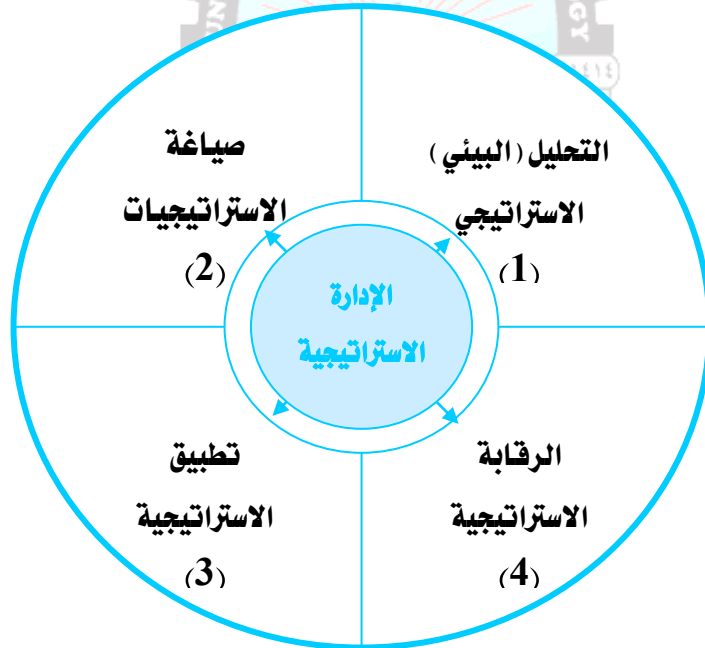 التحليل (البيئي)
الاستراتيجي
(1)
صياغة
الاستراتيجيات
(2)
الإدارة
الاستراتيجية
تطبيق
الاستراتيجية
(3)
الرقابة
الاستراتيجية
(4)